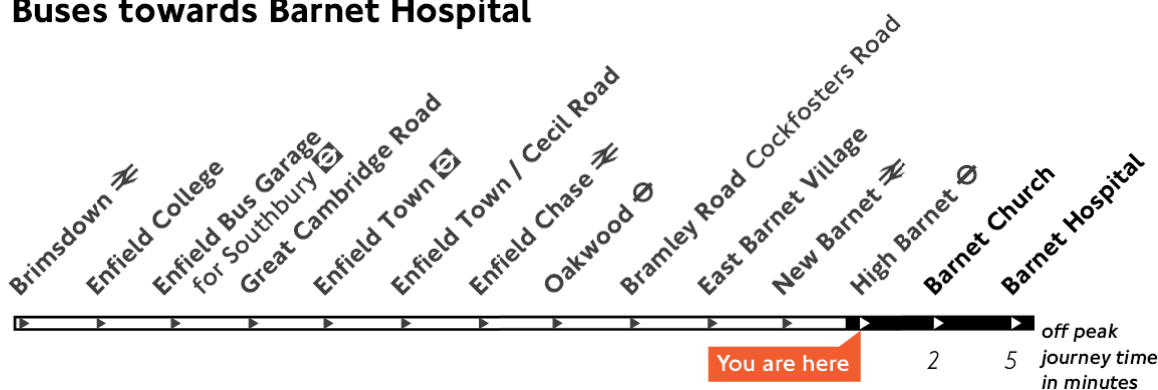 Buses towards Barnet Hospital
Brimsdown
Enfield College
Enfield Bus Garage
for Southbury
Great Cambridge Road
Enfield Town
Enfield Town / Cecil Road
Enfield Chase
Oakwood
Bramley Road Cockfosters Road
East Barnet Village
New Barnet
High Barnet
Barnet Church
Barnet Hospital
You are here
2
5
off peak
journey time
in minutes